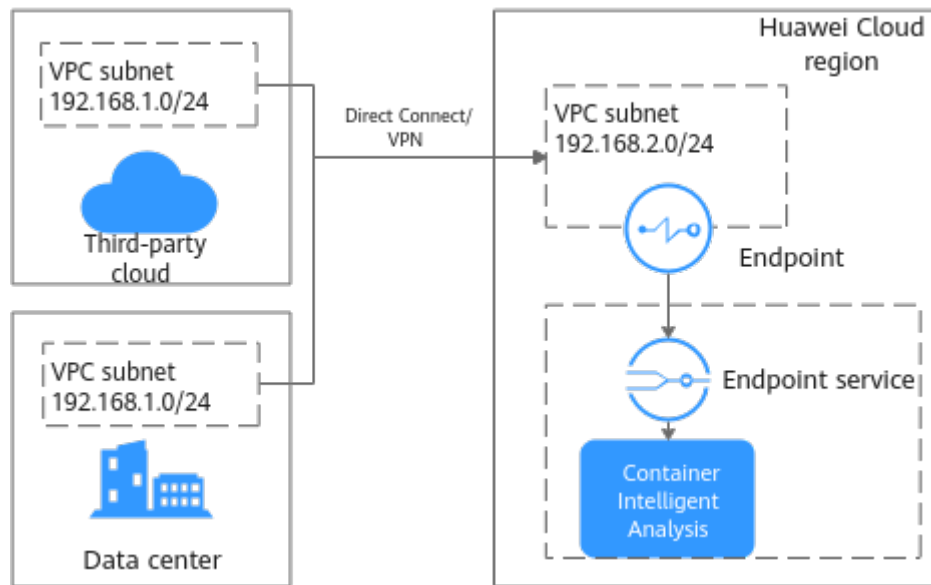 VPC subnet
192.168.1.0/24
Third-party
cloud
VPC subnet
192.168.1.0/24
Data center
Direct Connect/
VPN
Huawei Cloud
region
VPC subnet
192.168.2.0/24
Endpoint
Endpoint service
Container
Intelligent
Analysis